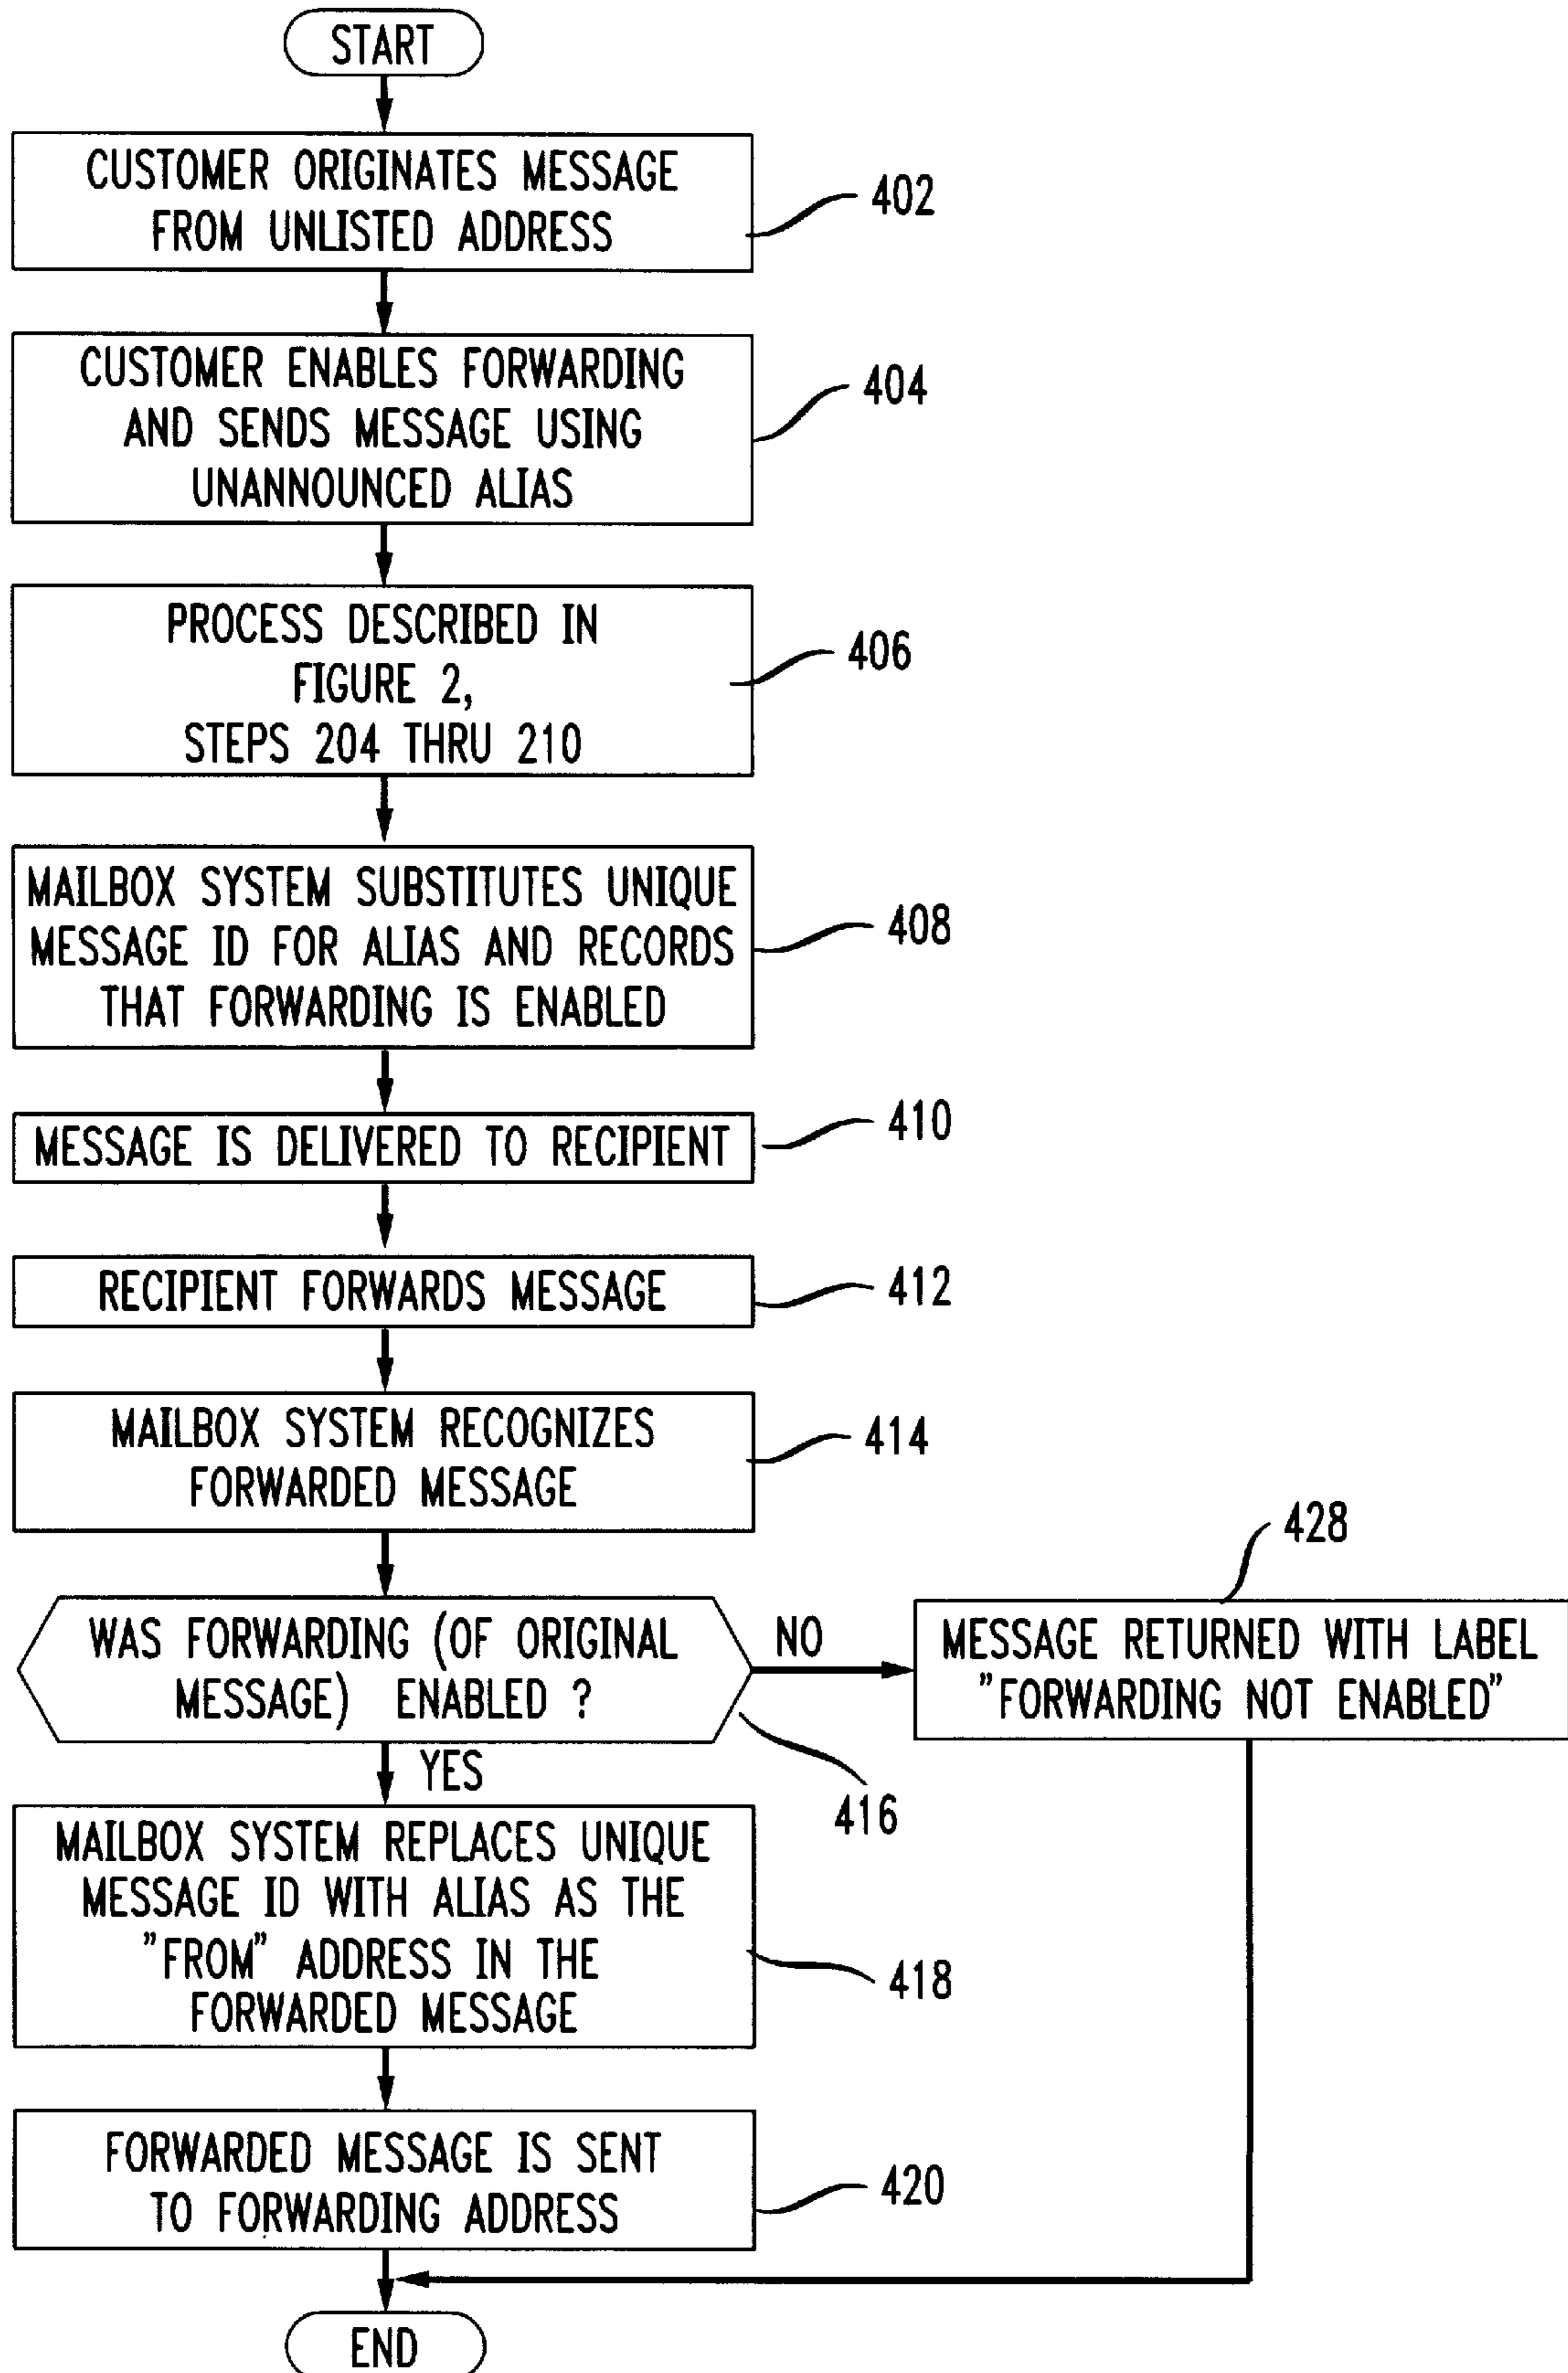 START
CUSTOMER ORIGINATES MESSAGE
FROM UNLISTED ADDRESS
402
CUSTOMER ENABLES FORWARDING
AND SENDS MESSAGE USING
UNANNOUNCED ALIAS
404
PROCESS DESCRIBED IN
FIGURE 2,
STEPS 204 THRU 210
406
MAILBOX SYSTEM SUBSTITUTES UNIQUE
MESSAGE ID FOR ALIAS AND RECORDS
THAT FORWARDING IS ENABLED
408
MESSAGE IS DELIVERED TO RECIPIENT
410
RECIPIENT FORWARDS MESSAGE
412
MAILBOX SYSTEM RECOGNIZES
FORWARDED MESSAGE
414
WAS FORWARDING (OF ORIGINAL
MESSAGE) ENABLED ?
416
NO
428
MESSAGE RETURNED WITH LABEL
"FORWARDING NOT ENABLED"
YES
MAILBOX SYSTEM REPLACES UNIQUE
MESSAGE ID WITH ALIAS AS THE
"FROM" ADDRESS IN THE
FORWARDED MESSAGE
418
FORWARDED MESSAGE IS SENT
TO FORWARDING ADDRESS
420
END